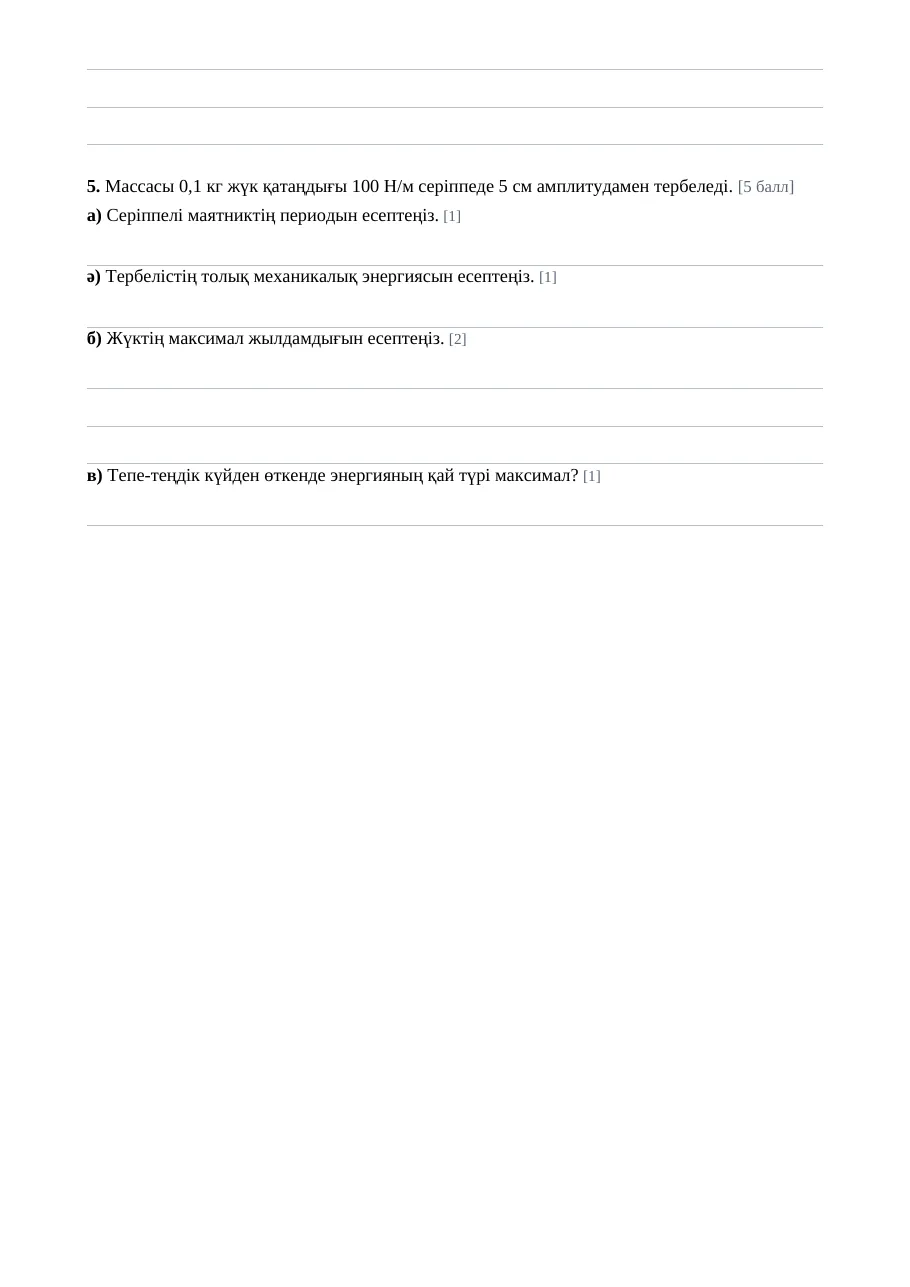 5. Массасы 0,1 кг жүк қатаңдығы 100 Н/м серіппеде 5 см амплитудамен тербеледі. [5 балл]
а) Серіппелі маятниктің периодын есептеңіз. [1]
ә) Тербелістің толық механикалық энергиясын есептеңіз. [1]
б) Жүктің максимал жылдамдығын есептеңіз. [2]
в) Тепе-теңдік күйден өткенде энергияның қай түрі максимал? [1]